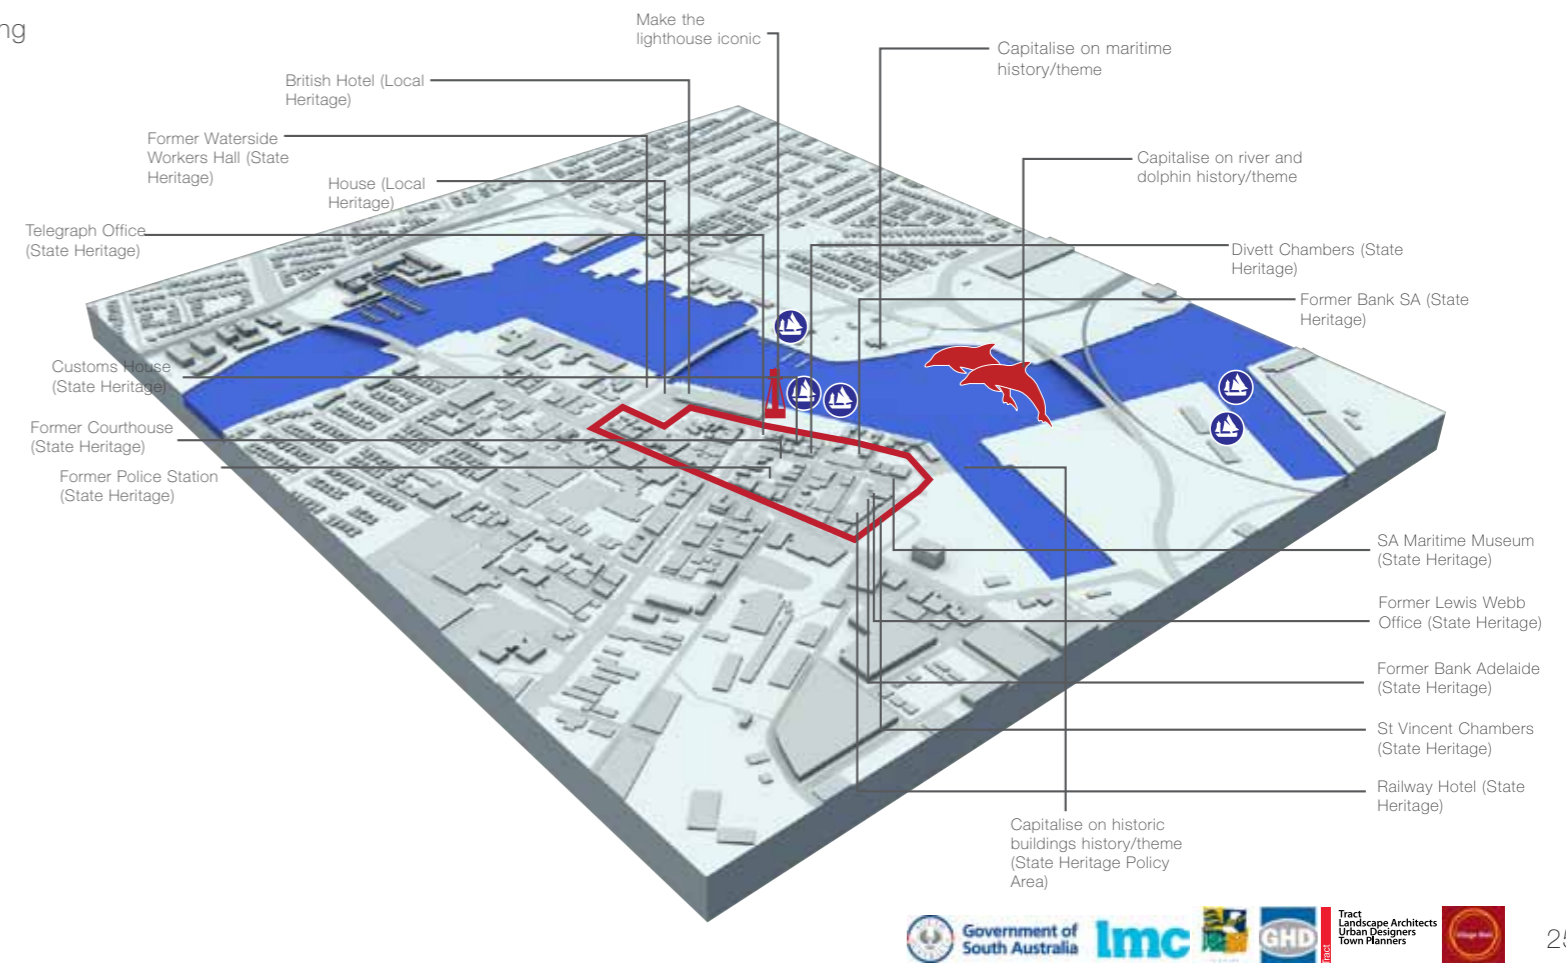 ng
Make the
lighthouse iconic
Capitalise on maritime
history/theme
British Hotel (Local
Heritage)
Former Waterside
Workers Hall (State
Heritage)
Capitalise on river and
dolphin history/theme
House (Local
Heritage)
Telegraph Office
(State Heritage)
Divett Chambers (State
Heritage)
Former Bank SA (State
Heritage)
Customs House
(State Heritage)
Former Courthouse
(State Heritage)
Former Police Station
(State Heritage)
SA Maritime Museum
(State Heritage)
Former Lewis Webb
Office (State Heritage)
Former Bank Adelaide
(State Heritage)
St Vincent Chambers
(State Heritage)
Railway Hotel (State
Heritage)
Capitalise on historic
buildings history/theme
(State Heritage Policy
Area)
Government of
South Australia
lmc
GHD
Tract
Tract
Landscape Architects
Urban Designers
Town Planners
25